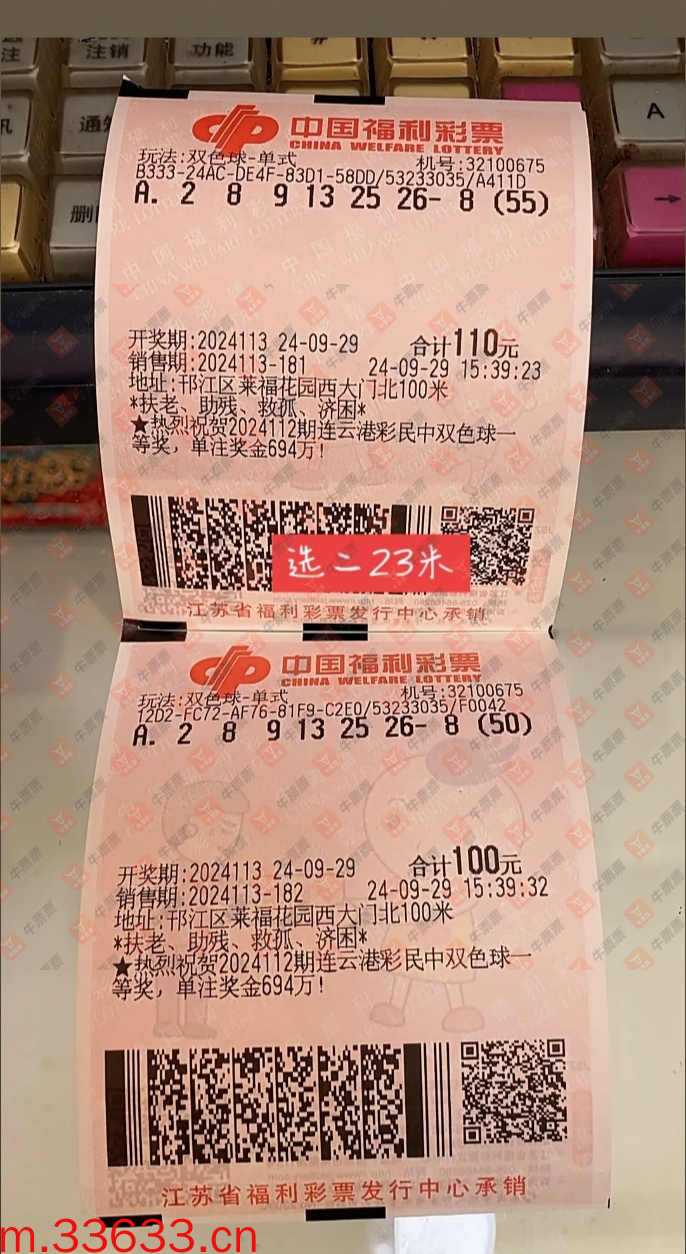 注
注销
功能
讯
通知
A
删
→
中国福利彩票
CHINA WELFARE LOTTERY
玩法:双色球-单式 机号:32100675
B333-24AC-DE4F-83D1-58DD/53233035/A411D
A. 2 8 9 13 25 26- 8 (55)
开奖期:2024113 24-09-29 合计110元
销售期:2024113-181 24-09-29 15:39:23
地址:邗江区莱福花园西大门北100米
*扶老、助残、救孤、济困*
★热烈祝贺2024112期连云港彩民中双色球一
等奖，单注奖金694万！
选二23米
江苏省福利彩票发行中心承销
中国福利彩票
CHINA WELFARE LOTTERY
玩法:双色球-单式 机号:32100675
12D2-FC72-AF76-81F9-C2E0/53233035/F0042
A. 2 8 9 13 25 26- 8 (50)
开奖期:2024113 24-09-29 合计100元
销售期:2024113-182 24-09-29 15:39:32
地址:邗江区莱福花园西大门北100米
*扶老、助残、救孤、济困*
★热烈祝贺2024112期连云港彩民中双色球一
等奖，单注奖金694万！
江苏省福利彩票发行中心承销
m.33633.cn